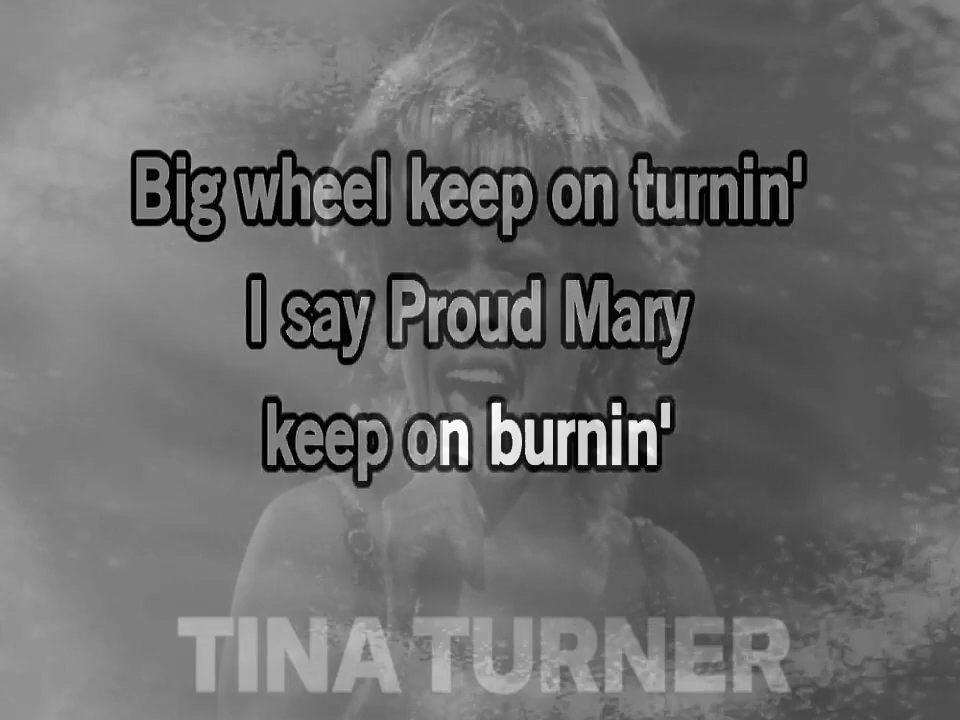 Big wheel keep on turnin'
I say Proud Mary
keep on burnin'
TINA TURNER